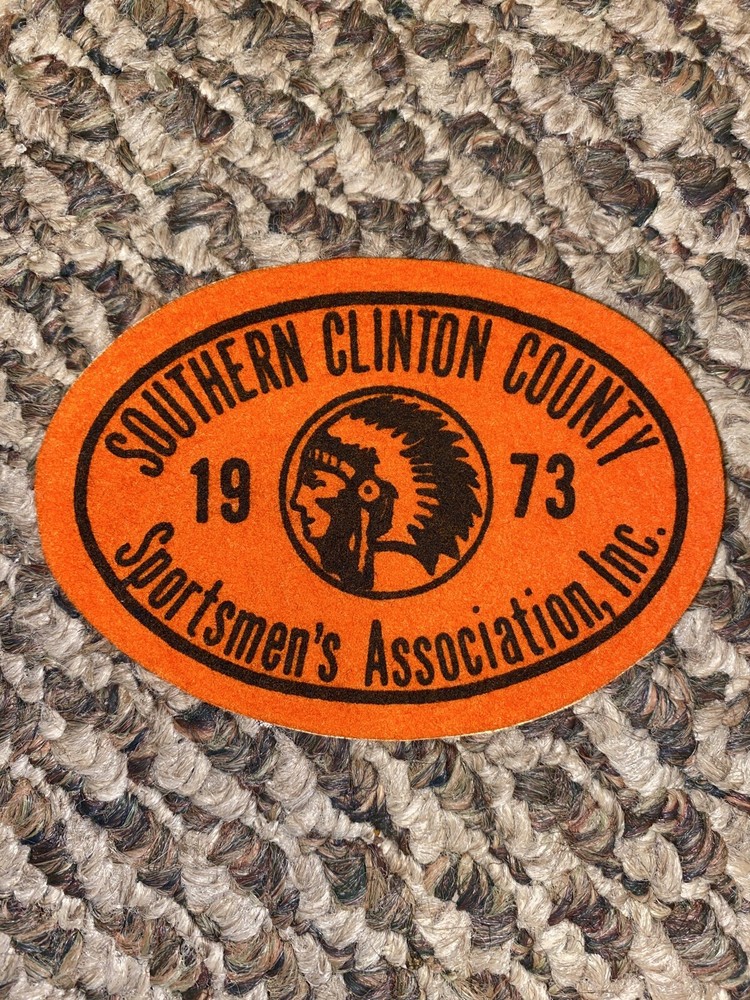 SOUTHERN CLINTON COUNTY
19 73
Sportsmen's Association, Inc.